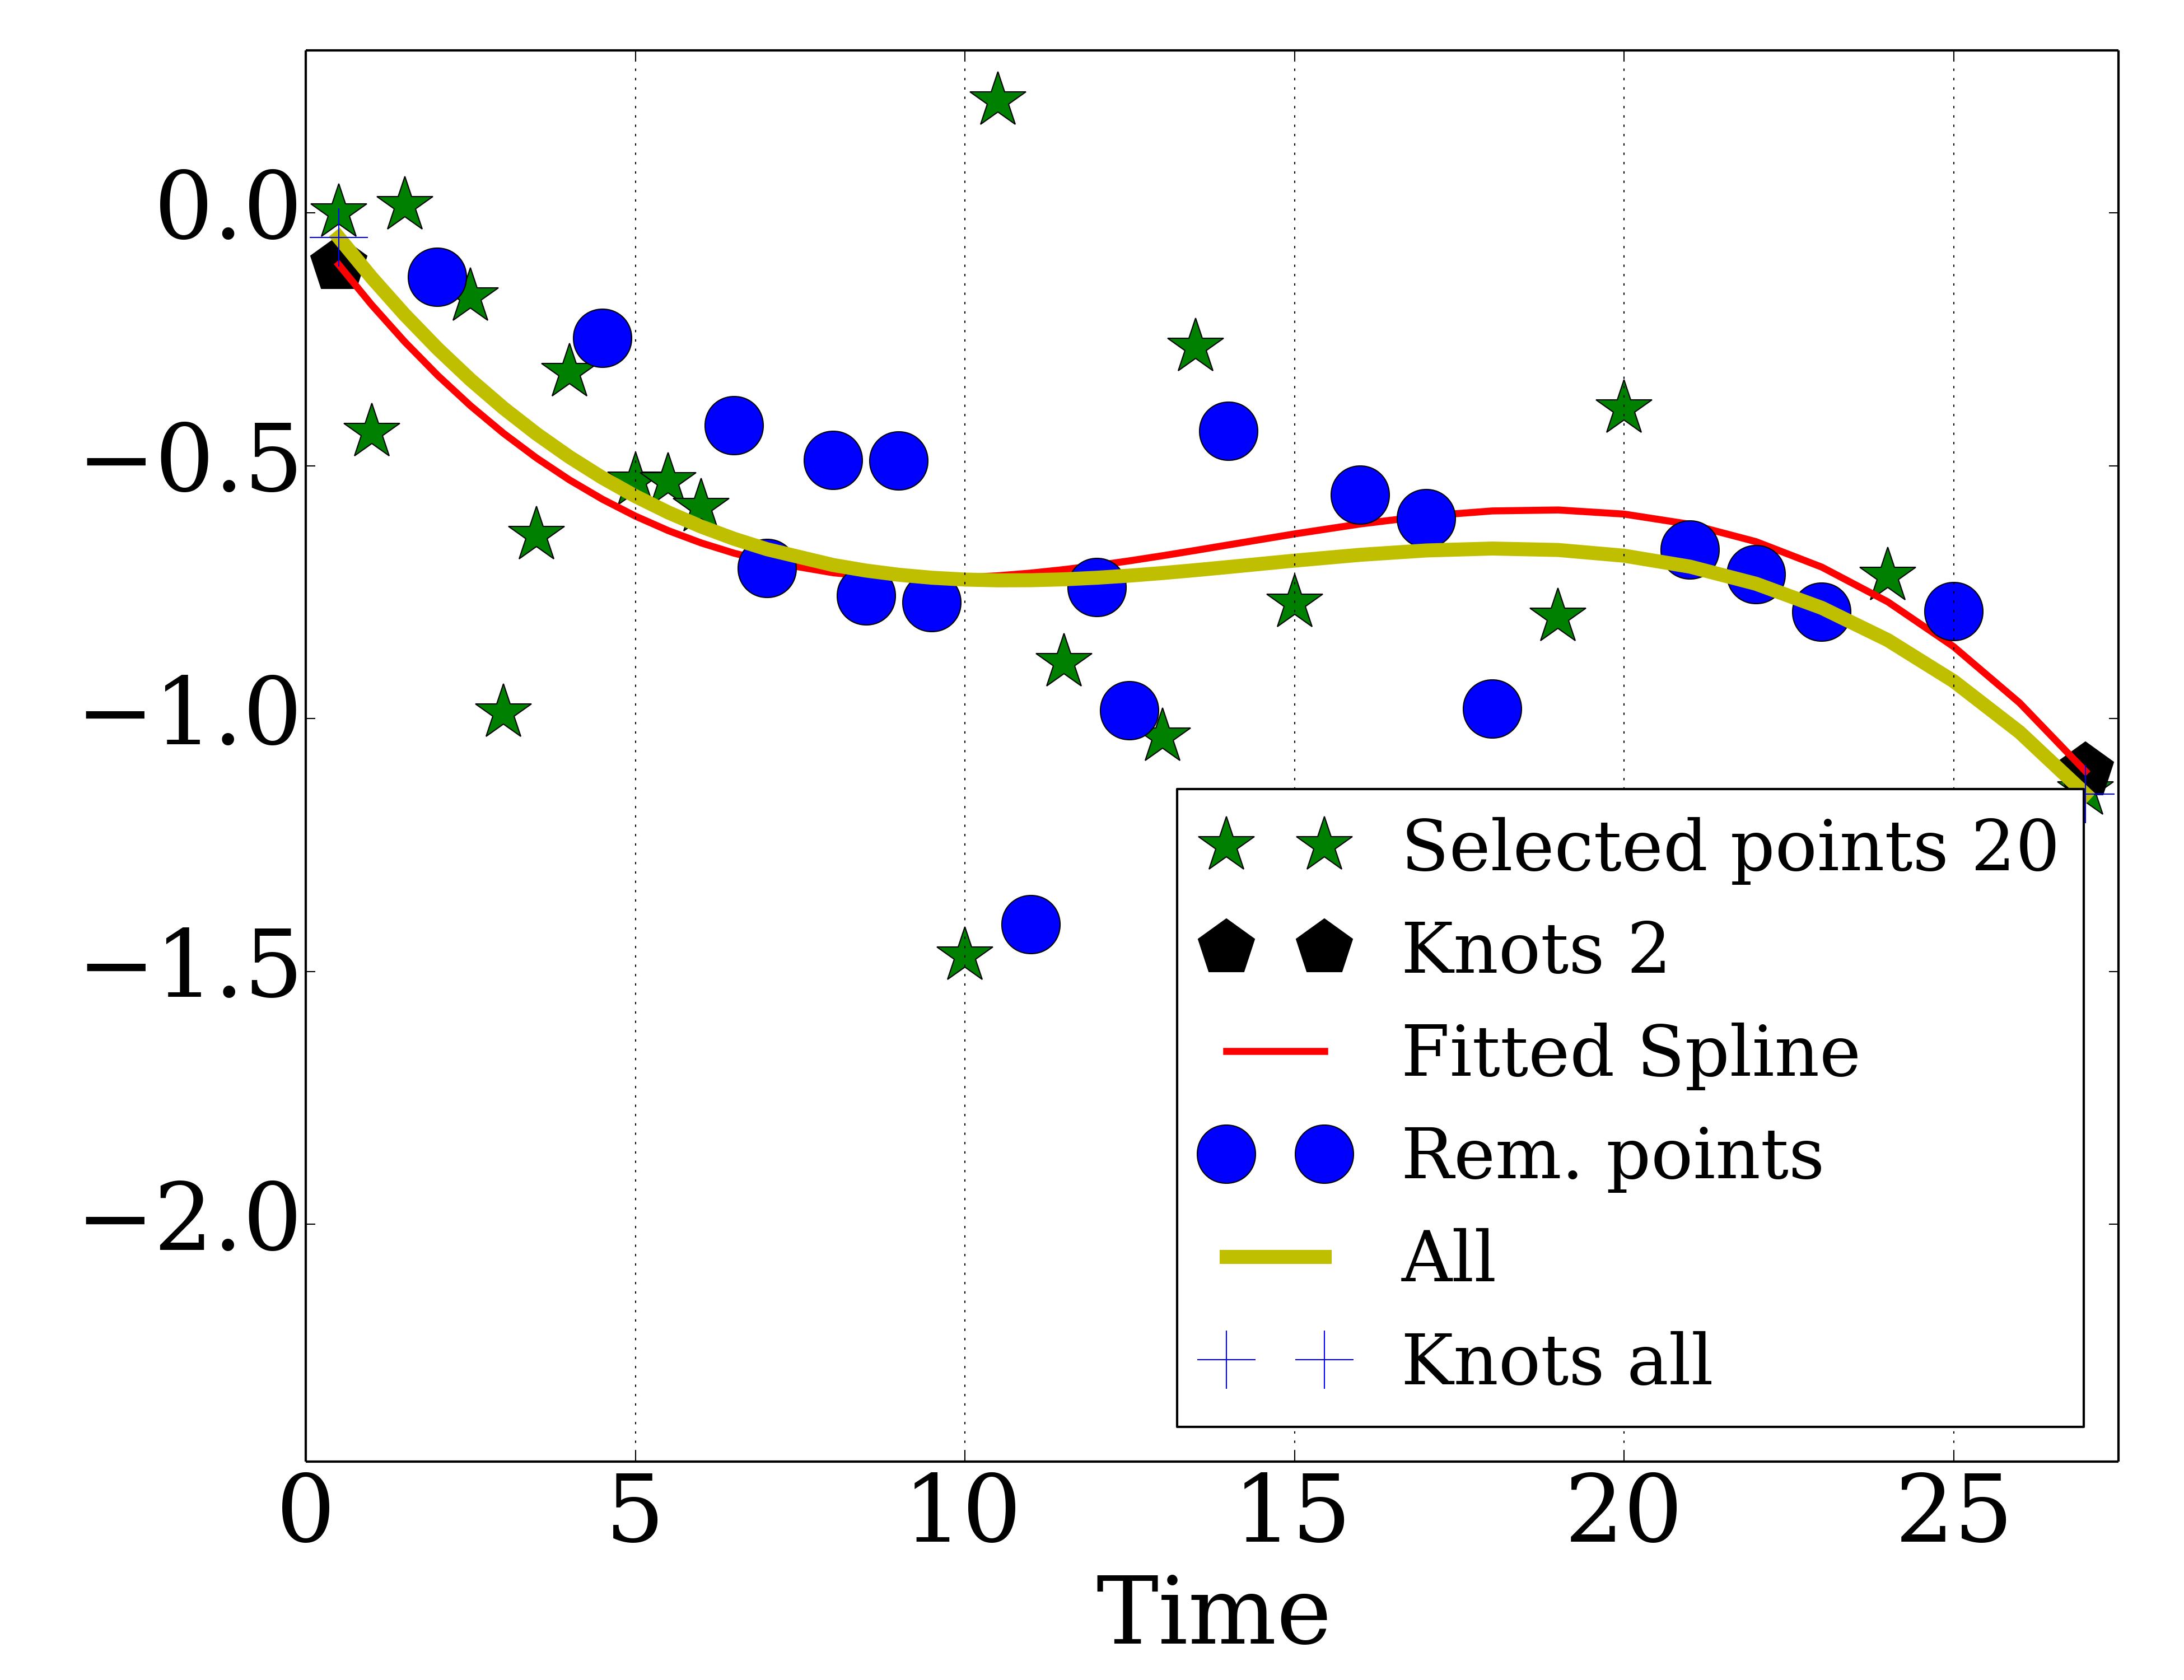 0.0
−0.5
−1.0
−1.5
−2.0
Selected points 20
Knots 2
Fitted Spline
Rem. points
All
Knots all
0 5 10 15 20 25
Time